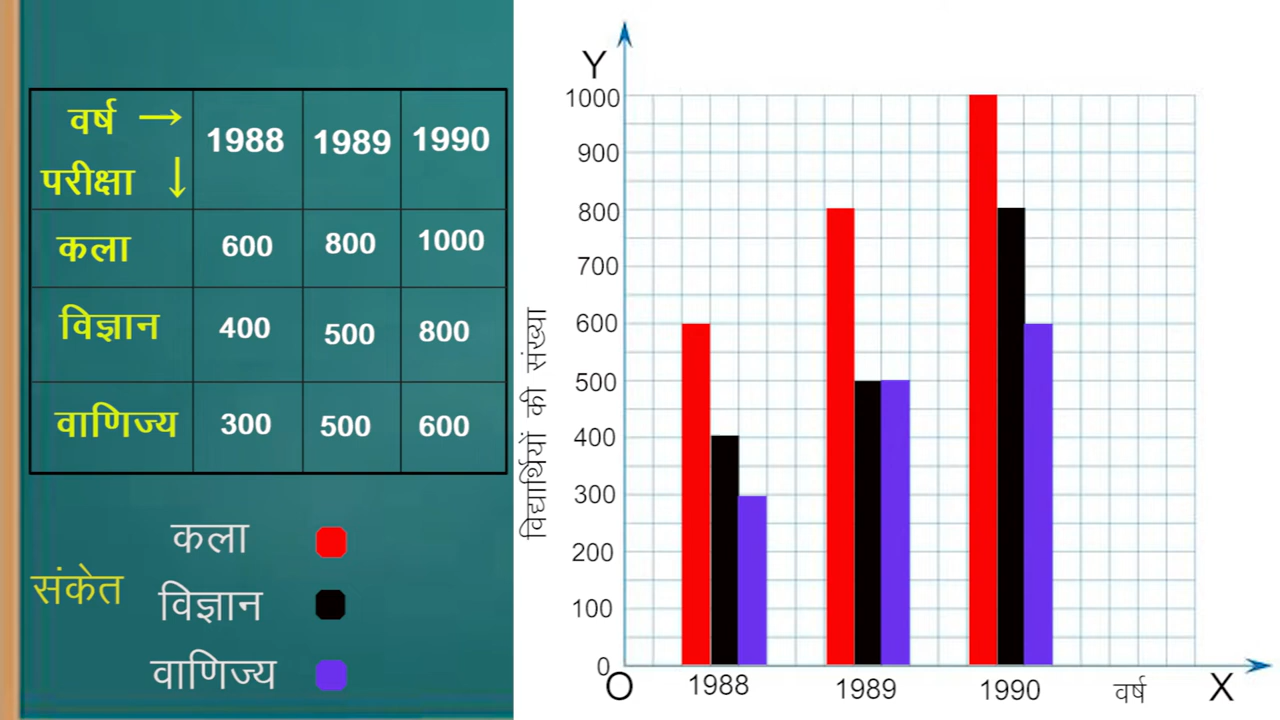 वर्ष → 1988 1989 1990
परीक्षा ↓
कला 600 800 1000
विज्ञान 400 500 800
वाणिज्य 300 500 600
संकेत
कला
विज्ञान
वाणिज्य
Y
1000
900
800
700
600
500
400
300
200
100
0
विद्यार्थियों की संख्या
O 1988 1989 1990 वर्ष X